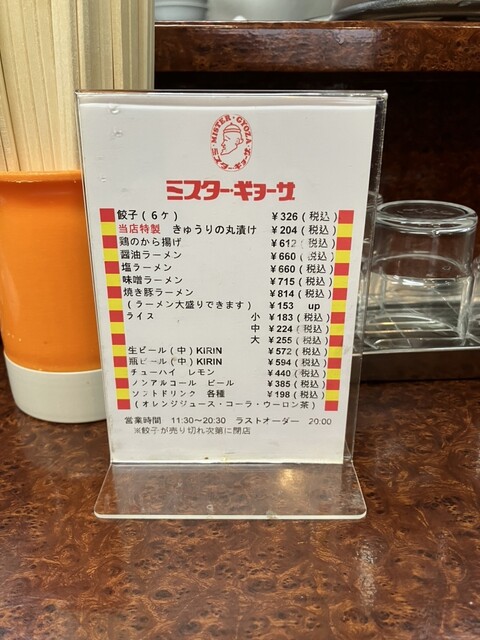 MISTER・GYOZA
ミスター・ギョーザ
ミスター・ギョーザ
餃子(6ケ) ¥326(税込)
当店特製 きゅうりの丸漬け ¥204(税込)
鶏のから揚げ ¥612(税込)
醤油ラーメン ¥660(税込)
塩ラーメン ¥660(税込)
味噌ラーメン ¥715(税込)
焼き豚ラーメン ¥814(税込)
(ラーメン大盛りできます) ¥153 up
ライス 小 ¥183(税込)
中 ¥224(税込)
大 ¥255(税込)
生ビール(中)KIRIN ¥572(税込)
瓶ビール(中)KIRIN ¥594(税込)
チューハイ レモン ¥440(税込)
ノンアルコール ビール ¥385(税込)
ソフトドリンク 各種 ¥198(税込)
(オレンジジュース・コーラ・ウーロン茶)
営業時間 11:30~20:30 ラストオーダー 20:00
※餃子が売り切れ次第に閉店